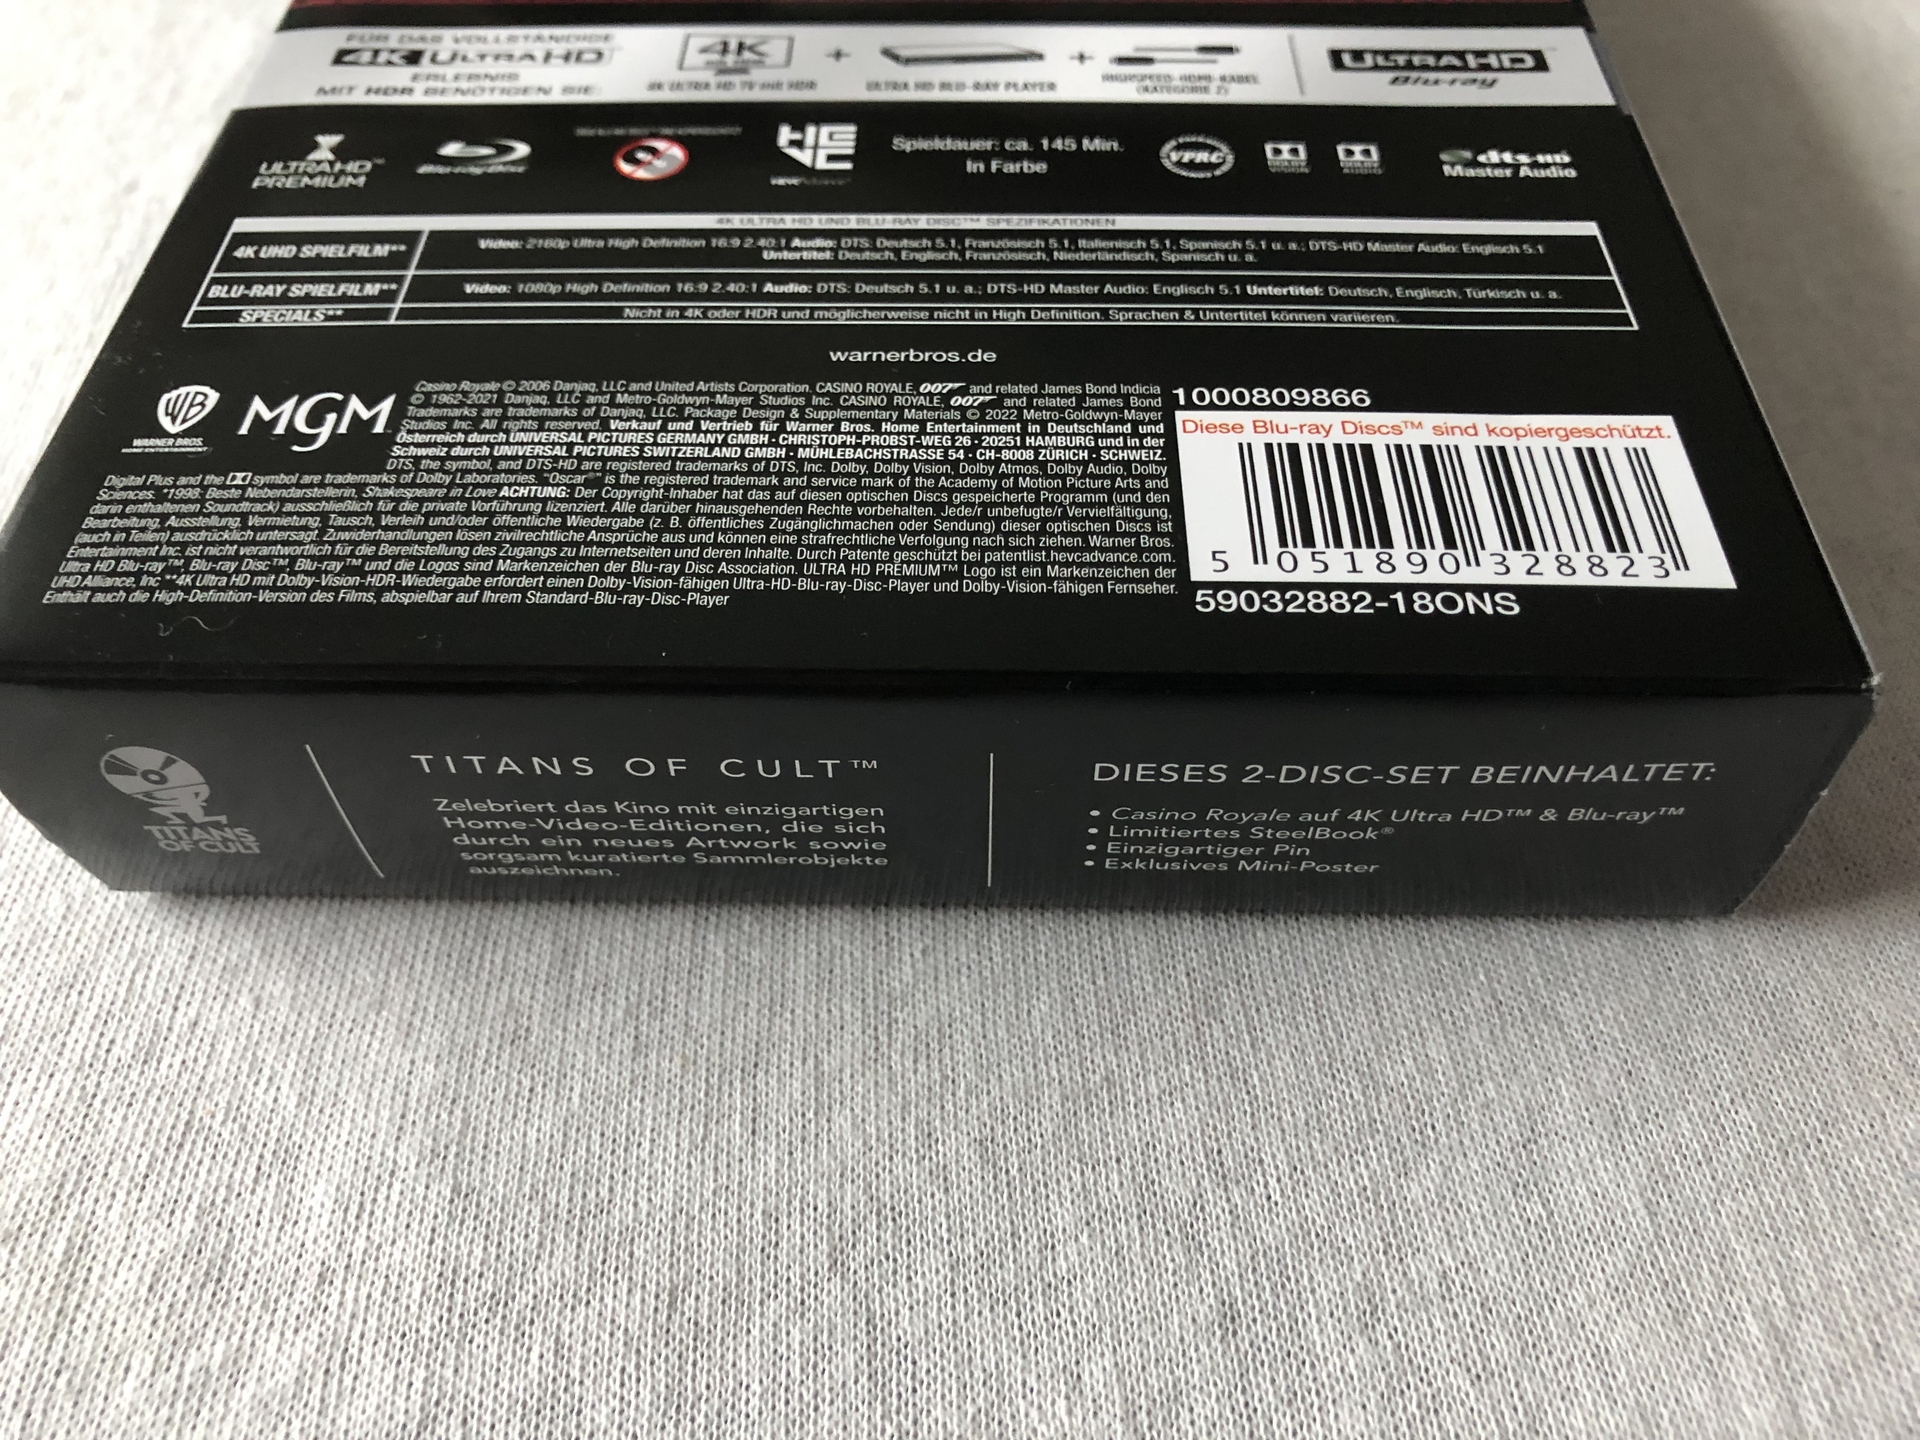 FÜR DAS VOLLSTÄNDIGE
4K ULTRA HD™
ERLEBNIS
MIT HDR BENÖTIGEN SIE:
4K
4K ULTRA HD TV mit HDR
+
ULTRA HD BLU-RAY PLAYER
+
HIGHSPEED-HDMI-KABEL
(KATEGORIE 2)
ULTRA HD™
Blu-ray
ULTRA HD™
PREMIUM
Blu-ray Disc
HEVC
Spieldauer: ca. 145 Min.
In Farbe
VPRC
DOLBY
VISION
DOLBY
AUDIO
dts-HD
Master Audio
4K ULTRA HD UND BLU-RAY DISC™ SPEZIFIKATIONEN
4K UHD SPIELFILM**
Video: 2160p Ultra High Definition 16:9 2.40:1 Audio: DTS: Deutsch 5.1, Französisch 5.1, Italienisch 5.1, Spanisch 5.1 u. a.; DTS-HD Master Audio: Englisch 5.1
Untertitel: Deutsch, Englisch, Französisch, Niederländisch, Spanisch u. a.
BLU-RAY SPIELFILM**
Video: 1080p High Definition 16:9 2.40:1 Audio: DTS: Deutsch 5.1 u. a.; DTS-HD Master Audio: Englisch 5.1 Untertitel: Deutsch, Englisch, Türkisch u. a.
SPECIALS**
Nicht in 4K oder HDR und möglicherweise nicht in High Definition. Sprachen & Untertitel können variieren.
warnerbros.de
WB
WARNER BROS.
HOME ENTERTAINMENT
MGM
Casino Royale © 2006 Danjaq, LLC and United Artists Corporation. CASINO ROYALE, 007 and related James Bond Indicia
© 1962-2021 Danjaq, LLC and Metro-Goldwyn-Mayer Studios Inc. CASINO ROYALE, 007 and related James Bond
Trademarks are trademarks of Danjaq, LLC. Package Design & Supplementary Materials © 2022 Metro-Goldwyn-Mayer
Studios Inc. All rights reserved. Verkauf und Vertrieb für Warner Bros. Home Entertainment in Deutschland und
Österreich durch UNIVERSAL PICTURES GERMANY GMBH · CHRISTOPH-PROBST-WEG 26 · 20251 HAMBURG und in der
Schweiz durch UNIVERSAL PICTURES SWITZERLAND GMBH · MÜHLEBACHSTRASSE 54 · CH-8008 ZÜRICH · SCHWEIZ.
DTS, the symbol, and DTS-HD are registered trademarks of DTS, Inc. Dolby, Dolby Vision, Dolby Atmos, Dolby Audio, Dolby
Digital Plus and the symbol are trademarks of Dolby Laboratories. "Oscar®" is the registered trademark and service mark of the Academy of Motion Picture Arts and
Sciences. *1998: Beste Nebendarstellerin, Shakespeare in Love ACHTUNG: Der Copyright-Inhaber hat das auf diesen optischen Discs gespeicherte Programm (und den
darin enthaltenen Soundtrack) ausschließlich für die private Vorführung lizenziert. Alle darüber hinausgehenden Rechte vorbehalten. Jede/r unbefugte/r Vervielfältigung,
Bearbeitung, Ausstellung, Vermietung, Tausch, Verleih und/oder öffentliche Wiedergabe (z. B. öffentliches Zugänglichmachen oder Sendung) dieser optischen Discs ist
(auch in Teilen) ausdrücklich untersagt. Zuwiderhandlungen lösen zivilrechtliche Ansprüche aus und können eine strafrechtliche Verfolgung nach sich ziehen. Warner Bros.
Entertainment Inc. ist nicht verantwortlich für die Bereitstellung des Zugangs zu Internetseiten und deren Inhalte. Durch Patente geschützt bei patentlist.hevcadvance.com.
Ultra HD Blu-ray™, Blu-ray Disc™, Blu-ray™ und die Logos sind Markenzeichen der Blu-ray Disc Association. ULTRA HD PREMIUM™ Logo ist ein Markenzeichen der
UHD Alliance, Inc **4K Ultra HD mit Dolby-Vision-HDR-Wiedergabe erfordert einen Dolby-Vision-fähigen Ultra-HD-Blu-ray-Disc-Player und Dolby-Vision-fähigen Fernseher.
Enthält auch die High-Definition-Version des Films, abspielbar auf Ihrem Standard-Blu-ray-Disc-Player
1000809866
Diese Blu-ray Discs™ sind kopiergeschützt.
5 051890 328823
59032882-18ONS
TITANS
OF CULT
TITANS OF CULT™
Zelebriert das Kino mit einzigartigen
Home-Video-Editionen, die sich
durch ein neues Artwork sowie
sorgsam kuratierte Sammlerobjekte
auszeichnen.
DIESES 2-DISC-SET BEINHALTET:
• Casino Royale auf 4K Ultra HD™ & Blu-ray™
• Limitiertes SteelBook®
• Einzigartiger Pin
• Exklusives Mini-Poster